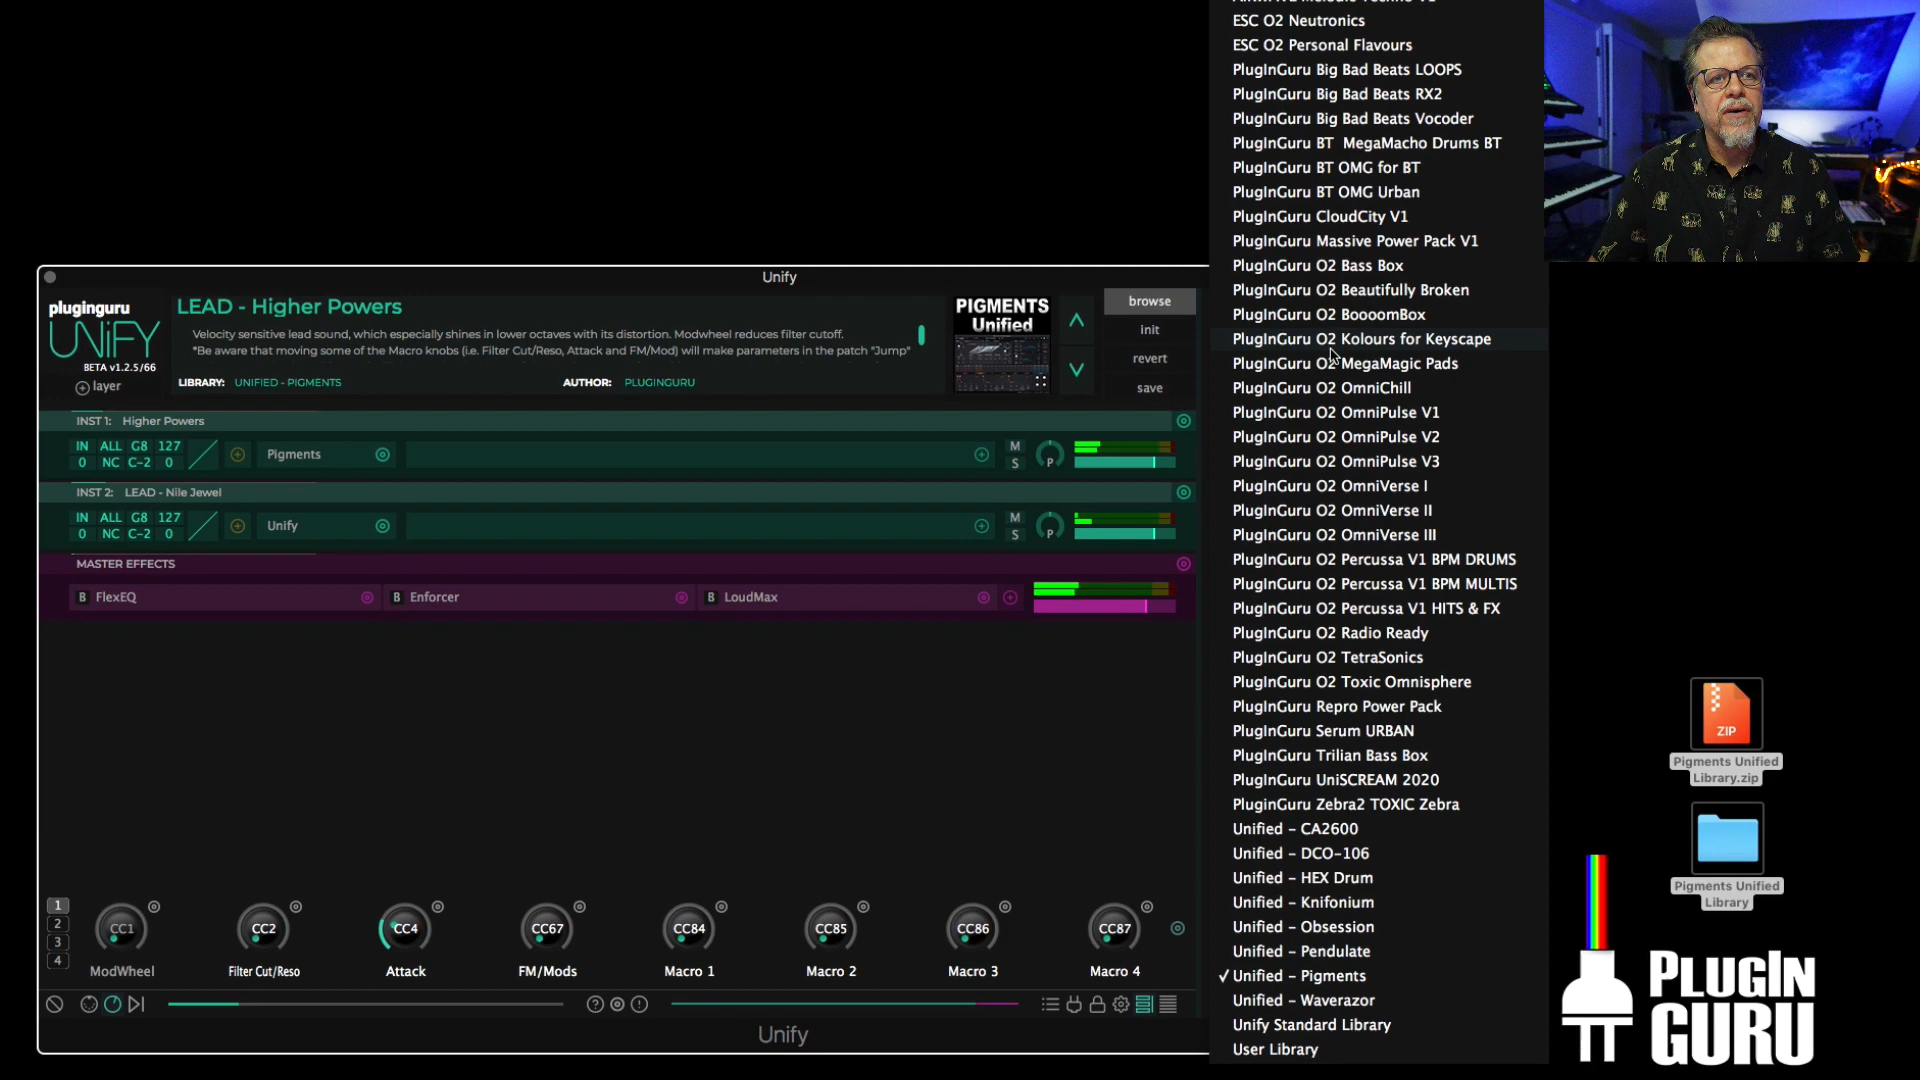 Unify
pluginguru
UNiFY
BETA v1.2.5/66
layer
LEAD - Higher Powers
Velocity sensitive lead sound, which especially shines in lower octaves with its distortion. Modwheel reduces filter cutoff.
*Be aware that moving some of the Macro knobs (i.e. Filter Cut/Reso, Attack and FM/Mod) will make parameters in the patch "Jump"
LIBRARY: UNIFIED - PIGMENTS
AUTHOR: PLUGINGURU
PIGMENTS
Unified
browse
init
revert
save
INST 1: Higher Powers
IN ALL G8 127
0 NC C-2 0
Pigments
M
S
P
INST 2: LEAD - Nile Jewel
IN ALL G8 127
0 NC C-2 0
Unify
M
S
P
MASTER EFFECTS
B FlexEQ
B Enforcer
B LoudMax
1
2
3
4
CC1
CC2
CC4
CC67
CC84
CC85
CC86
CC87
ModWheel
Filter Cut/Reso
Attack
FM/Mods
Macro 1
Macro 2
Macro 3
Macro 4
Unify
ESC O2 Neutronics
ESC O2 Personal Flavours
PlugInGuru Big Bad Beats LOOPS
PlugInGuru Big Bad Beats RX2
PlugInGuru Big Bad Beats Vocoder
PlugInGuru BT  MegaMacho Drums BT
PlugInGuru BT OMG for BT
PlugInGuru BT OMG Urban
PlugInGuru CloudCity V1
PlugInGuru Massive Power Pack V1
PlugInGuru O2 Bass Box
PlugInGuru O2 Beautifully Broken
PlugInGuru O2 BoooomBox
PlugInGuru O2 Kolours for Keyscape
PlugInGuru O2 MegaMagic Pads
PlugInGuru O2 OmniChill
PlugInGuru O2 OmniPulse V1
PlugInGuru O2 OmniPulse V2
PlugInGuru O2 OmniPulse V3
PlugInGuru O2 OmniVerse I
PlugInGuru O2 OmniVerse II
PlugInGuru O2 OmniVerse III
PlugInGuru O2 Percussa V1 BPM DRUMS
PlugInGuru O2 Percussa V1 BPM MULTIS
PlugInGuru O2 Percussa V1 HITS & FX
PlugInGuru O2 Radio Ready
PlugInGuru O2 TetraSonics
PlugInGuru O2 Toxic Omnisphere
PlugInGuru Repro Power Pack
PlugInGuru Serum URBAN
PlugInGuru Trilian Bass Box
PlugInGuru UniSCREAM 2020
PluginGuru Zebra2 TOXIC Zebra
Unified - CA2600
Unified - DCO-106
Unified - HEX Drum
Unified - Knifonium
Unified - Obsession
Unified - Pendulate
✓ Unified - Pigments
Unified - Waverazor
Unify Standard Library
User Library
ZIP
Pigments Unified
Library.zip
Pigments Unified
Library
PLUGIN
GURU